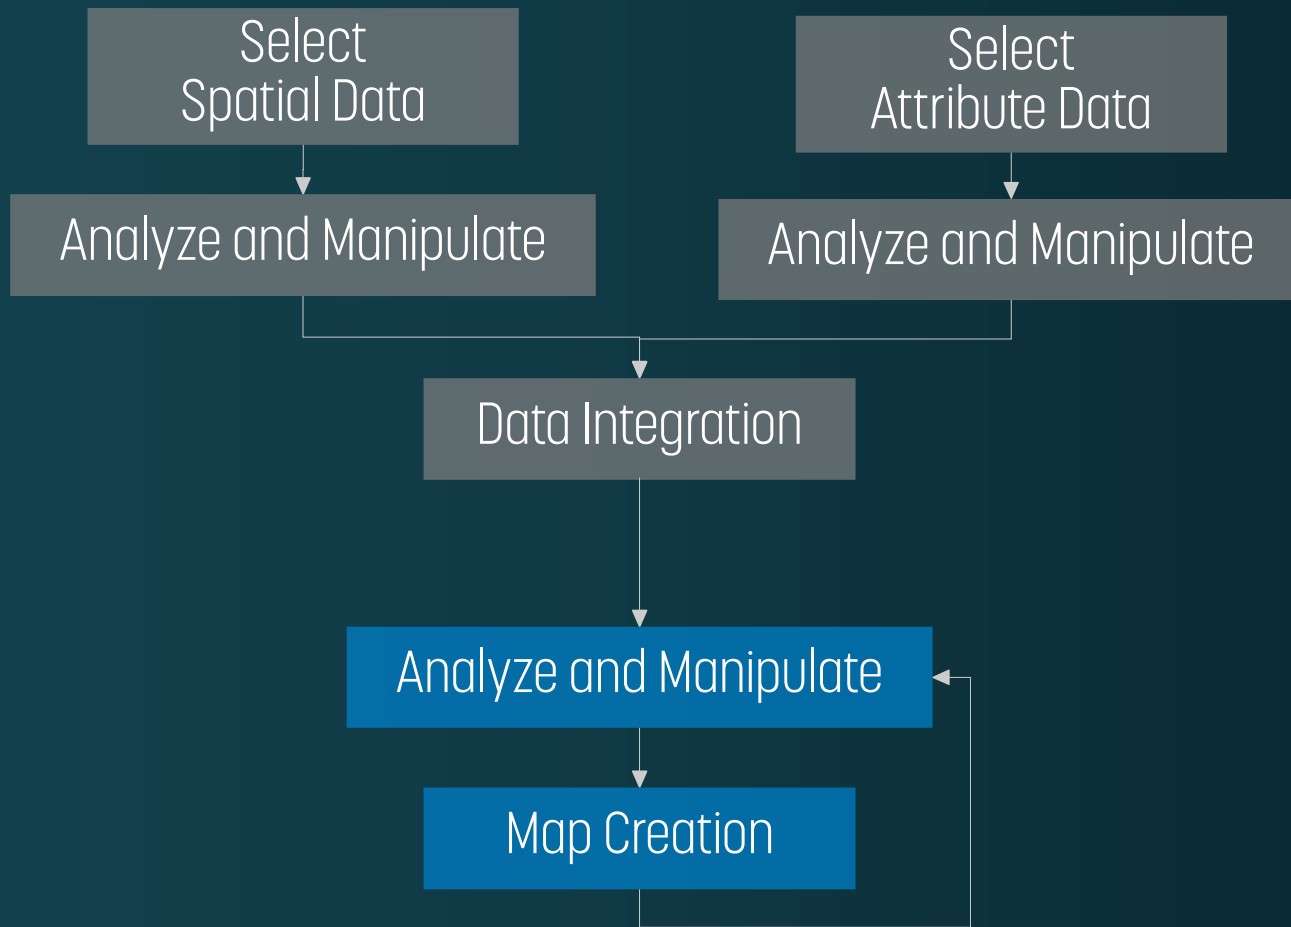 Select
Spatial Data
Select
Attribute Data
Analyze and Manipulate
Analyze and Manipulate
Data Integration
Analyze and Manipulate
Map Creation